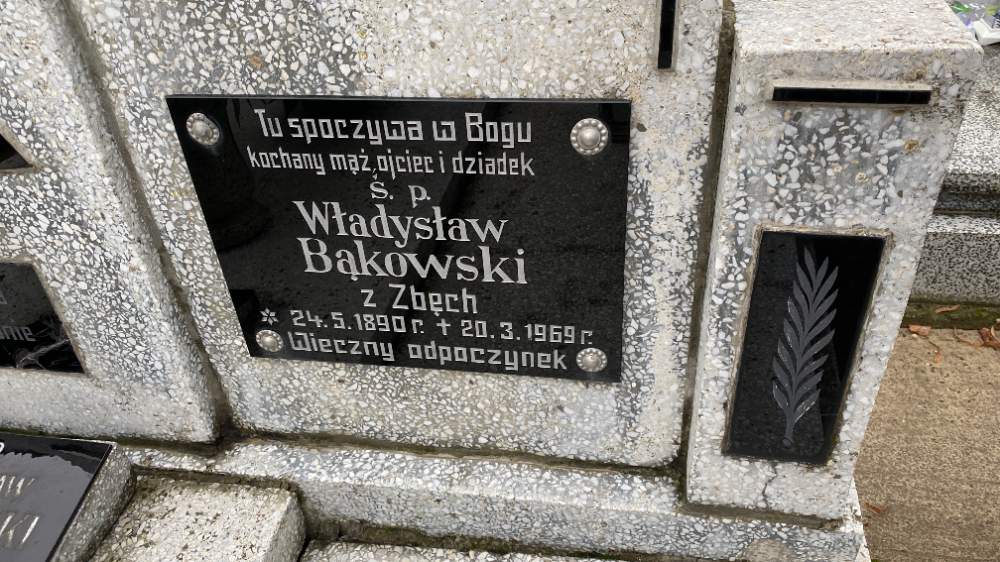 Tu spoczywa w Bogu
kochany mąż, ojciec i dziadek
ś. p.
Władysław
Bąkowski
z Zbęch
* 24. 5. 1890 r. + 20. 3. 1969 r.
Wieczny odpoczynek